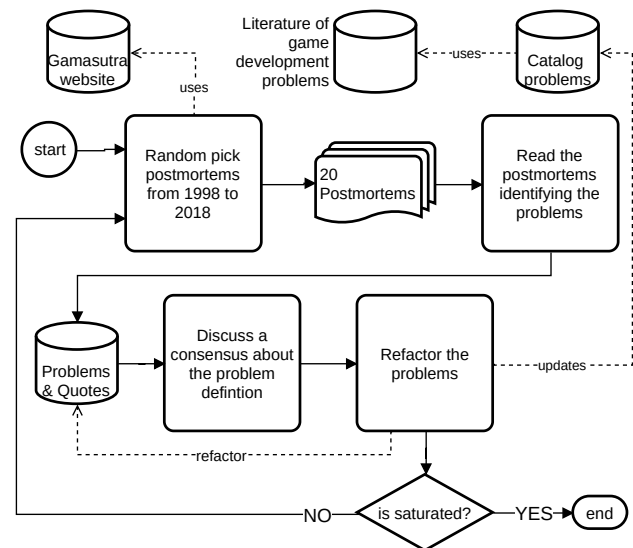 Gamasutra
website
Literature of
game
development
problems
uses
Catalog
problems
uses
start
Random pick
postmortems
from 1998 to
2018
20
Postmortems
Read the
postmortems
identifying the
problems
Problems
& Quotes
Discuss a
consensus about
the problem
defintion
Refactor the
problems
updates
refactor
is saturated?
NO
YES
end